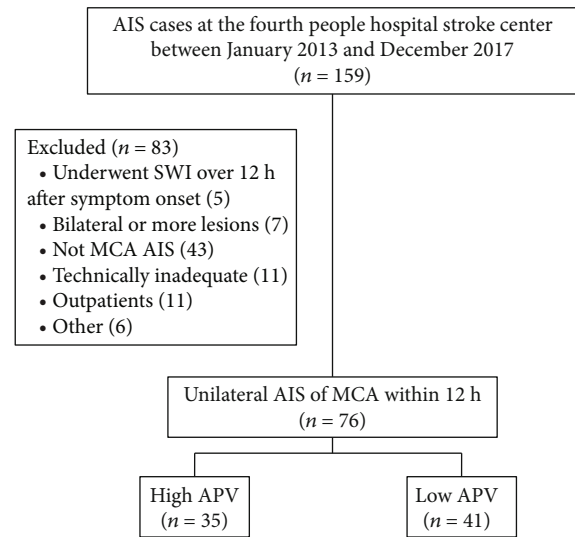 AIS cases at the fourth people hospital stroke center
between January 2013 and December 2017
(n = 159)
Excluded (n = 83)
• Underwent SWI over 12 h
after symptom onset (5)
• Bilateral or more lesions (7)
• Not MCA AIS (43)
• Technically inadequate (11)
• Outpatients (11)
• Other (6)
Unilateral AIS of MCA within 12 h
(n = 76)
High APV
(n = 35)
Low APV
(n = 41)